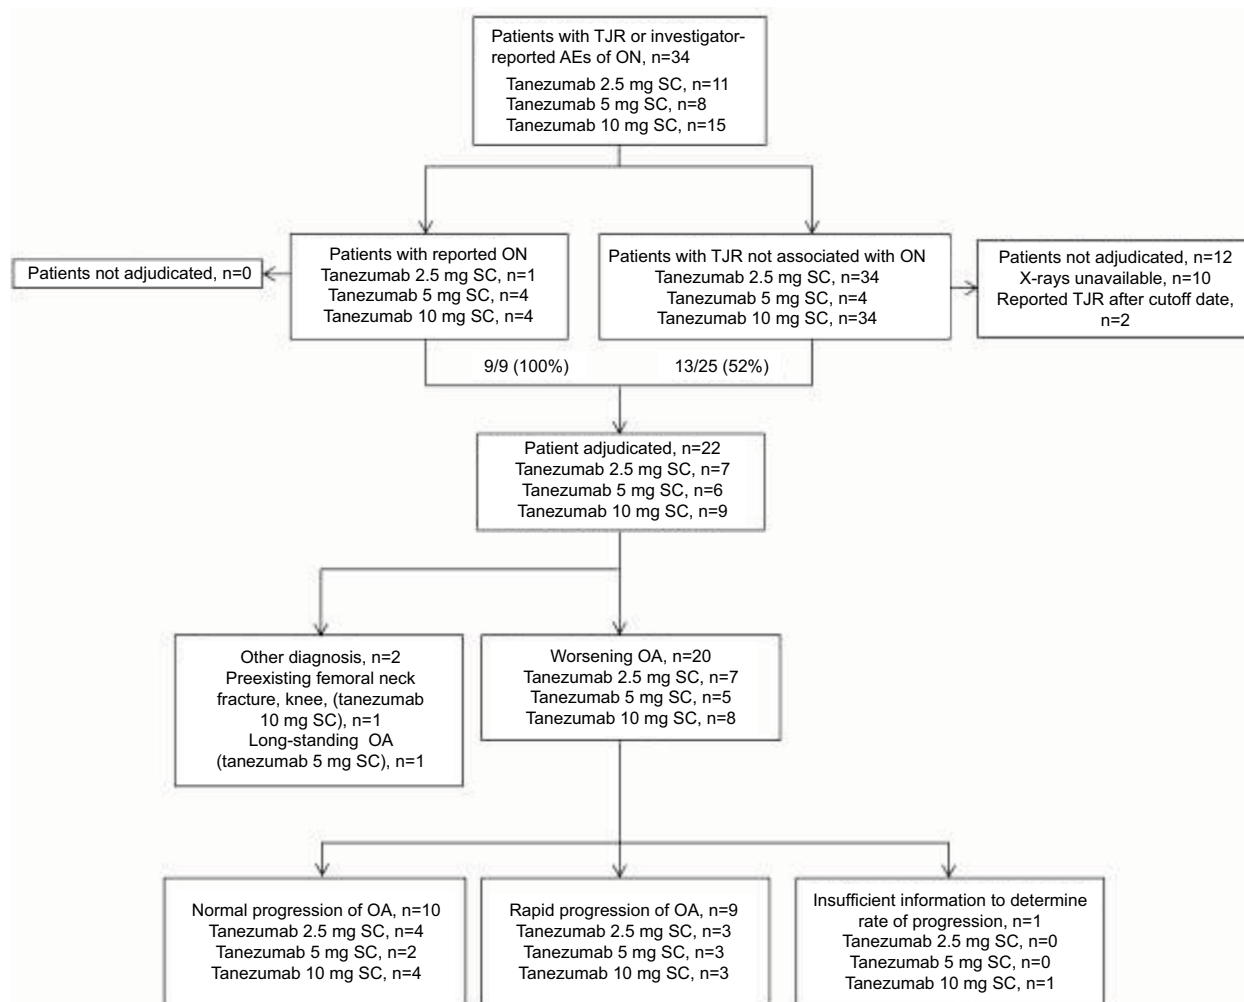 Patients with TJR or investigator-
reported AEs of ON, n=34
Tanezumab 2.5 mg SC, n=11
Tanezumab 5 mg SC, n=8
Tanezumab 10 mg SC, n=15
Patients not adjudicated, n=0
Patients with reported ON
Tanezumab 2.5 mg SC, n=1
Tanezumab 5 mg SC, n=4
Tanezumab 10 mg SC, n=4
Patients with TJR not associated with ON
Tanezumab 2.5 mg SC, n=34
Tanezumab 5 mg SC, n=4
Tanezumab 10 mg SC, n=34
Patients not adjudicated, n=12
X-rays unavailable, n=10
Reported TJR after cutoff date,
n=2
9/9 (100%)
13/25 (52%)
Patient adjudicated, n=22
Tanezumab 2.5 mg SC, n=7
Tanezumab 5 mg SC, n=6
Tanezumab 10 mg SC, n=9
Other diagnosis, n=2
Preexisting femoral neck
fracture, knee, (tanezumab
10 mg SC), n=1
Long-standing OA
(tanezumab 5 mg SC), n=1
Worsening OA, n=20
Tanezumab 2.5 mg SC, n=7
Tanezumab 5 mg SC, n=5
Tanezumab 10 mg SC, n=8
Normal progression of OA, n=10
Tanezumab 2.5 mg SC, n=4
Tanezumab 5 mg SC, n=2
Tanezumab 10 mg SC, n=4
Rapid progression of OA, n=9
Tanezumab 2.5 mg SC, n=3
Tanezumab 5 mg SC, n=3
Tanezumab 10 mg SC, n=3
Insufficient information to determine
rate of progression, n=1
Tanezumab 2.5 mg SC, n=0
Tanezumab 5 mg SC, n=0
Tanezumab 10 mg SC, n=1